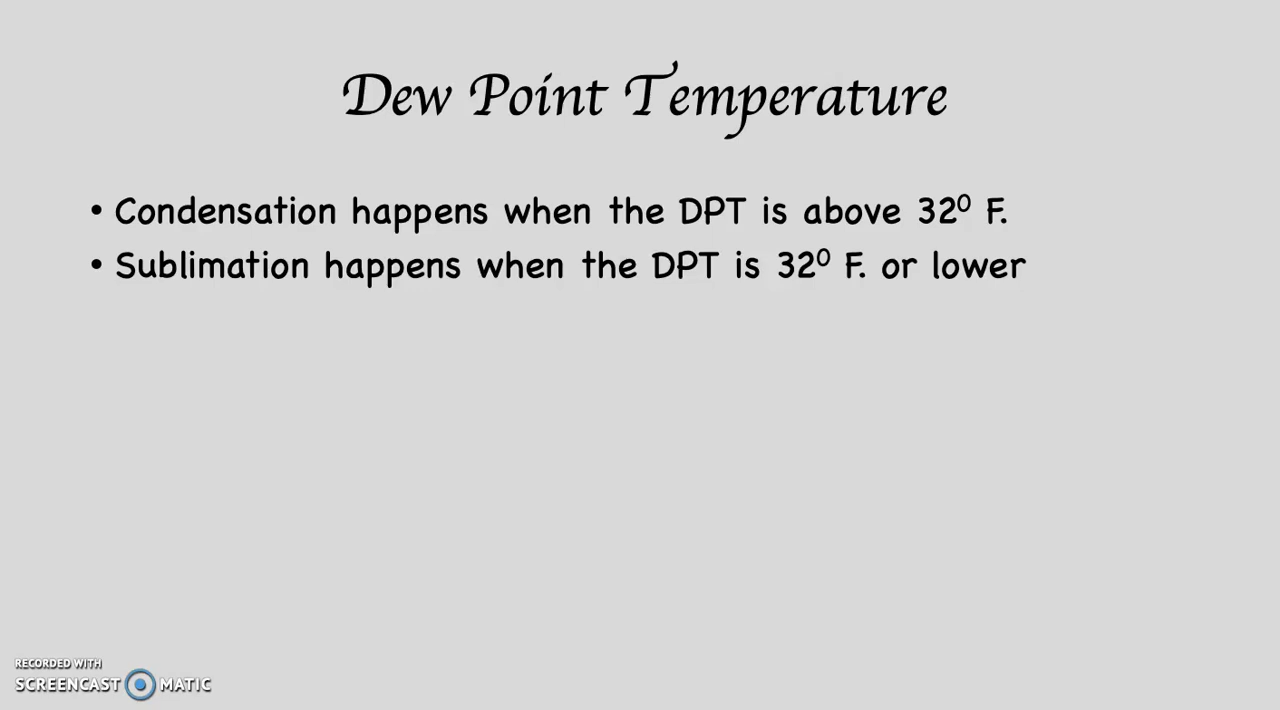 Dew Point Temperature
• Condensation happens when the DPT is above 32⁰ F.
• Sublimation happens when the DPT is 32⁰ F. or lower
RECORDED WITH
SCREENCAST MATIC